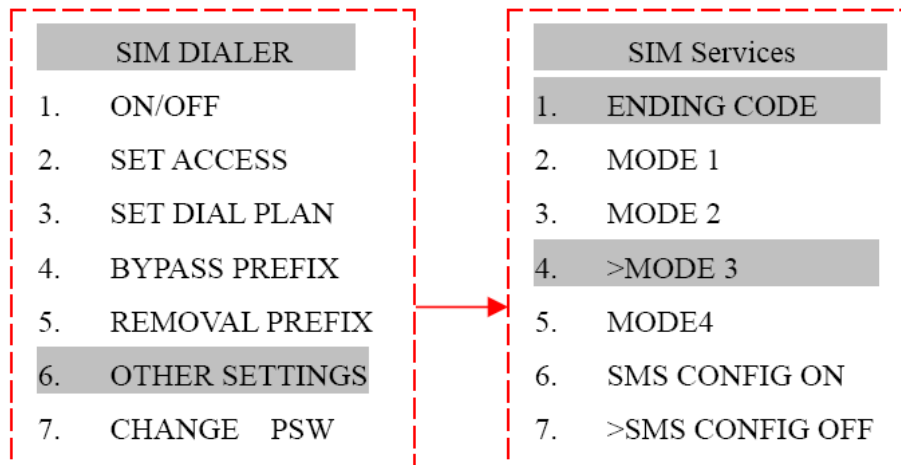 SIM DIALER
1. ON/OFF
2. SET ACCESS
3. SET DIAL PLAN
4. BYPASS PREFIX
5. REMOVAL PREFIX
6. OTHER SETTINGS
7. CHANGE PSW
SIM Services
1. ENDING CODE
2. MODE 1
3. MODE 2
4. >MODE 3
5. MODE4
6. SMS CONFIG ON
7. >SMS CONFIG OFF